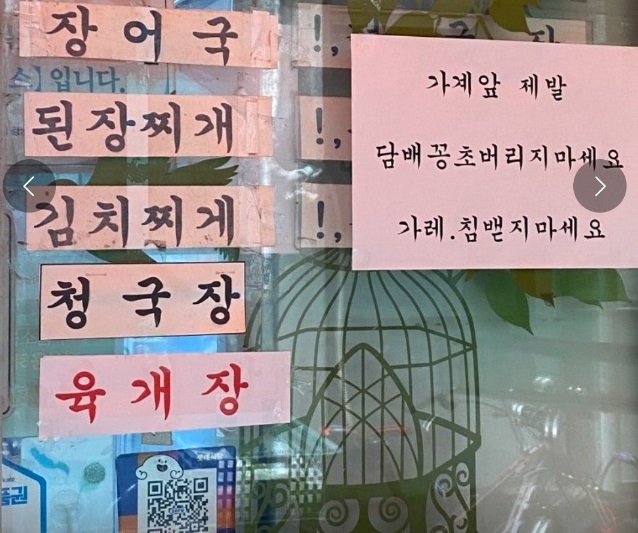 장어국
스] 입니다.
된장찌개
김치찌게
청국장
육개장
!,
!,
!,
가계앞 제발
담배꽁초버리지마세요
가레.침밷지마세요